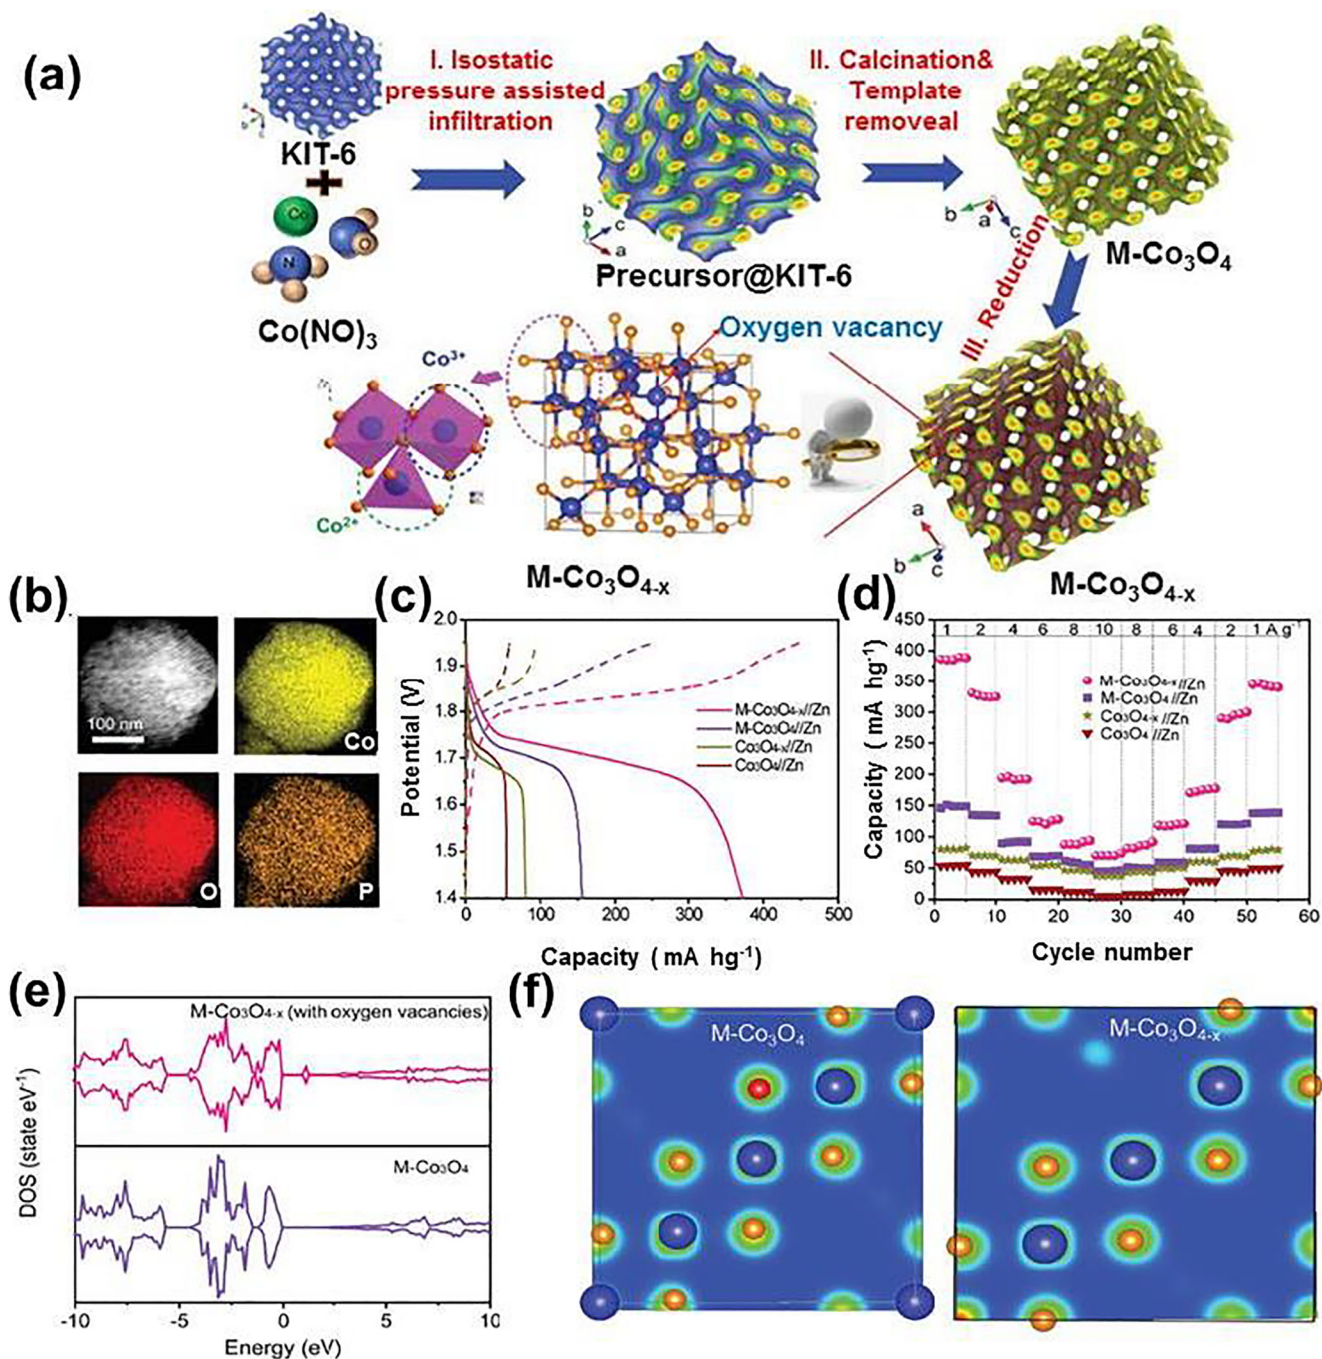 (a)
KIT-6
Co
N
O
Co(NO)3
I. Isostatic
pressure assisted
infiltration
b
c
a
Precursor@KIT-6
II. Calcination&
Template
removeal
b
a
c
M-Co3O4
III. Reduction
Oxygen vacancy
Co3+
Co2+
M-Co3O4-x
a
b
c
M-Co3O4-x
(b)
100 nm
Co
O
P
(c)
Potential (V)
2.0
1.9
1.8
1.7
1.6
1.5
1.4
M-Co3O4-x//Zn
M-Co3O4//Zn
Co3O4-x//Zn
Co3O4//Zn
0 100 200 300 400 500
Capacity ( mA hg-1)
(d)
Capacity ( mA hg-1)
450
400
350
300
250
200
150
100
50
0
1 2 4 6 8 10 8 6 4 2 1 A g-1
M-Co3O4-x//Zn
M-Co3O4 //Zn
Co3O4-x //Zn
Co3O4 //Zn
0 10 20 30 40 50 60
Cycle number
(e)
DOS (state eV-1)
M-Co3O4-x (with oxygen vacancies)
M-Co3O4
-10 -5 0 5 10
Energy (eV)
(f)
M-Co3O4
M-Co3O4-x